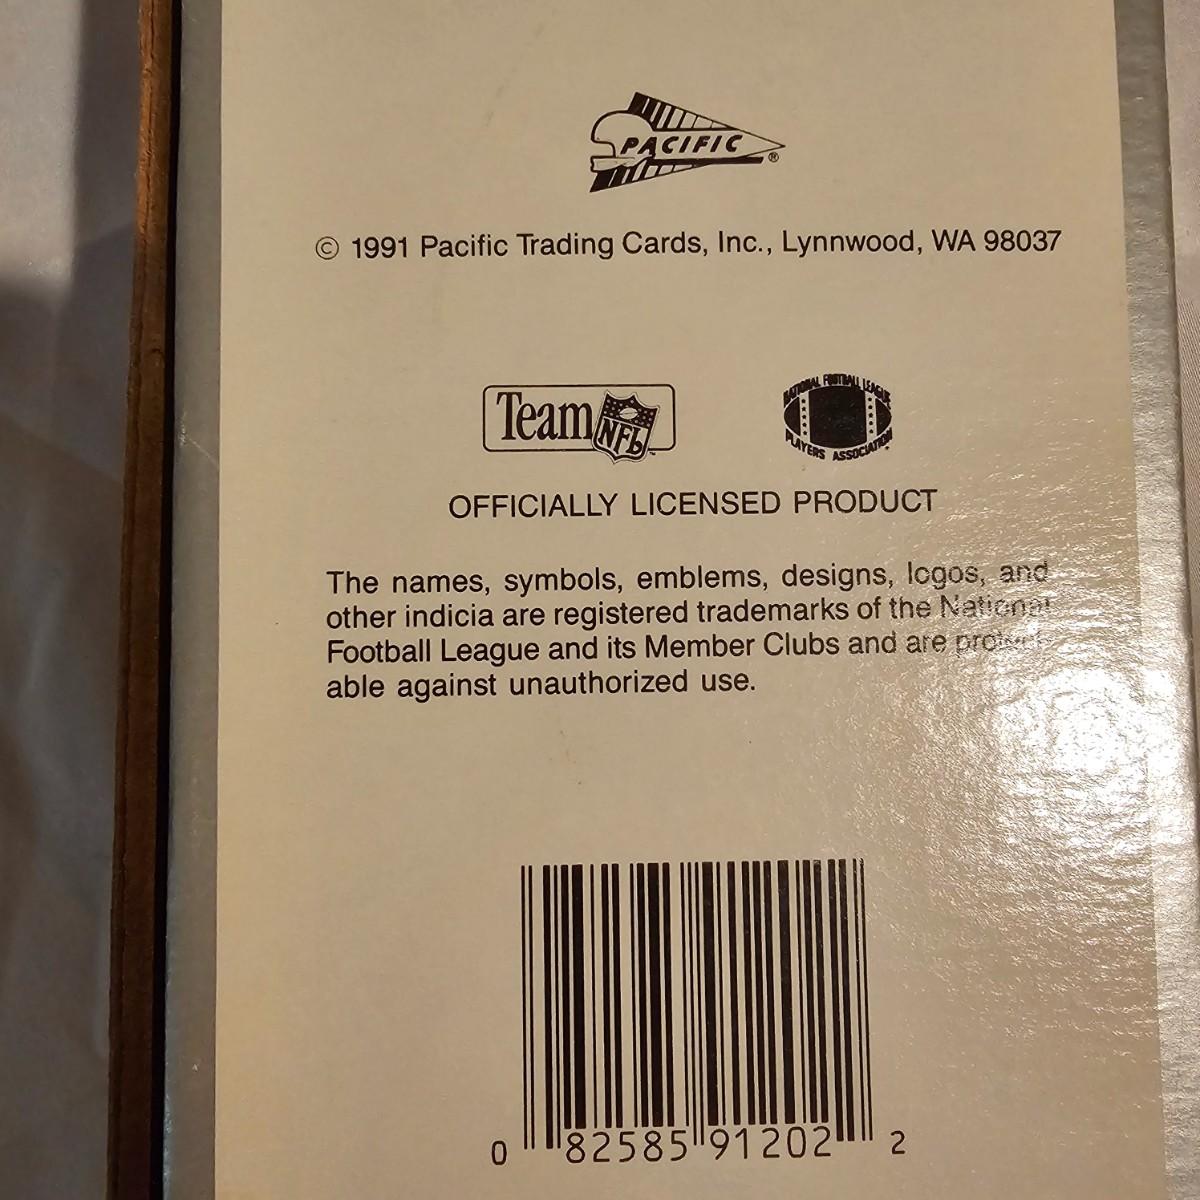 PACIFIC ®
© 1991 Pacific Trading Cards, Inc., Lynnwood, WA 98037
Team NFL ™
NATIONAL FOOTBALL LEAGUE
PLAYERS ASSOCIATION
OFFICIALLY LICENSED PRODUCT
The names, symbols, emblems, designs, logos, and
other indicia are registered trademarks of the National
Football League and its Member Clubs and are protect-
able against unauthorized use.
0 82585 91202 2